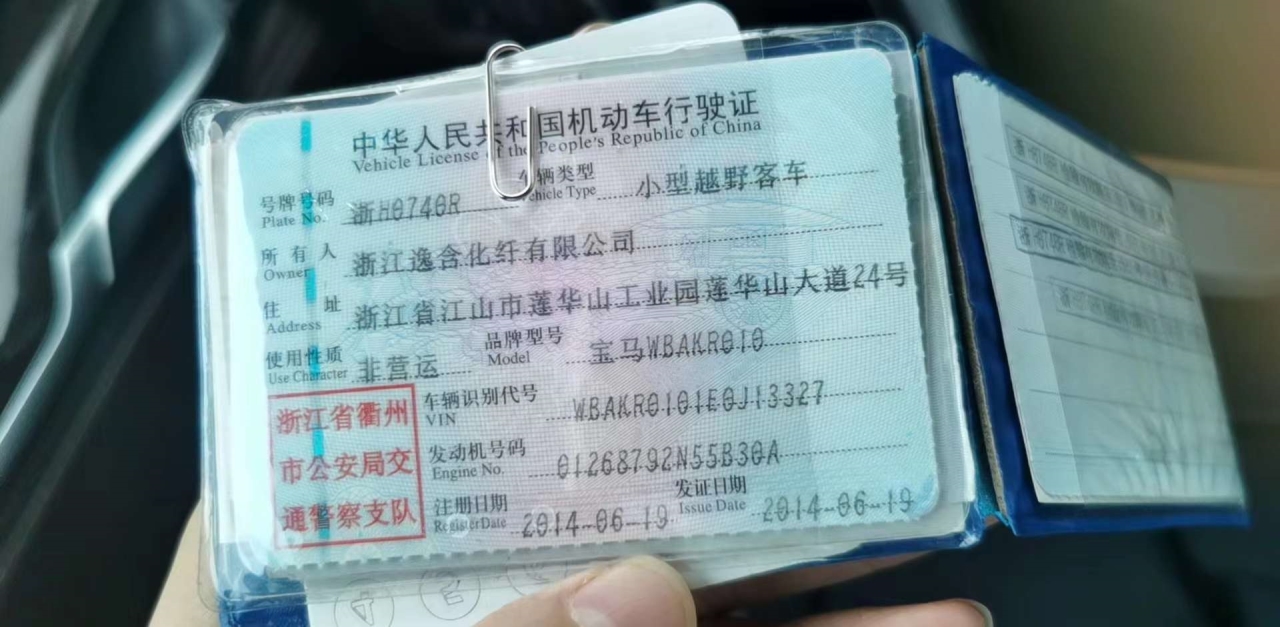 中华人民共和国机动车行驶证
Vehicle License of the People's Republic of China
号牌号码 浙H0740R 车辆类型 小型越野客车
Plate No. Vehicle Type
所有人 浙江逸含化纤有限公司
Owner
住址 浙江省江山市莲华山工业园莲华山大道24号
Address
使用性质 非营运 品牌型号 宝马WBAKR010
Use Character Model
浙江省衢州
市公安局交
通警察支队
车辆识别代号 WBAKR0101E0J13327
VIN
发动机号码 01268792N55B30A
Engine No.
注册日期 2014-06-19 发证日期 2014-06-19
Register Date Issue Date